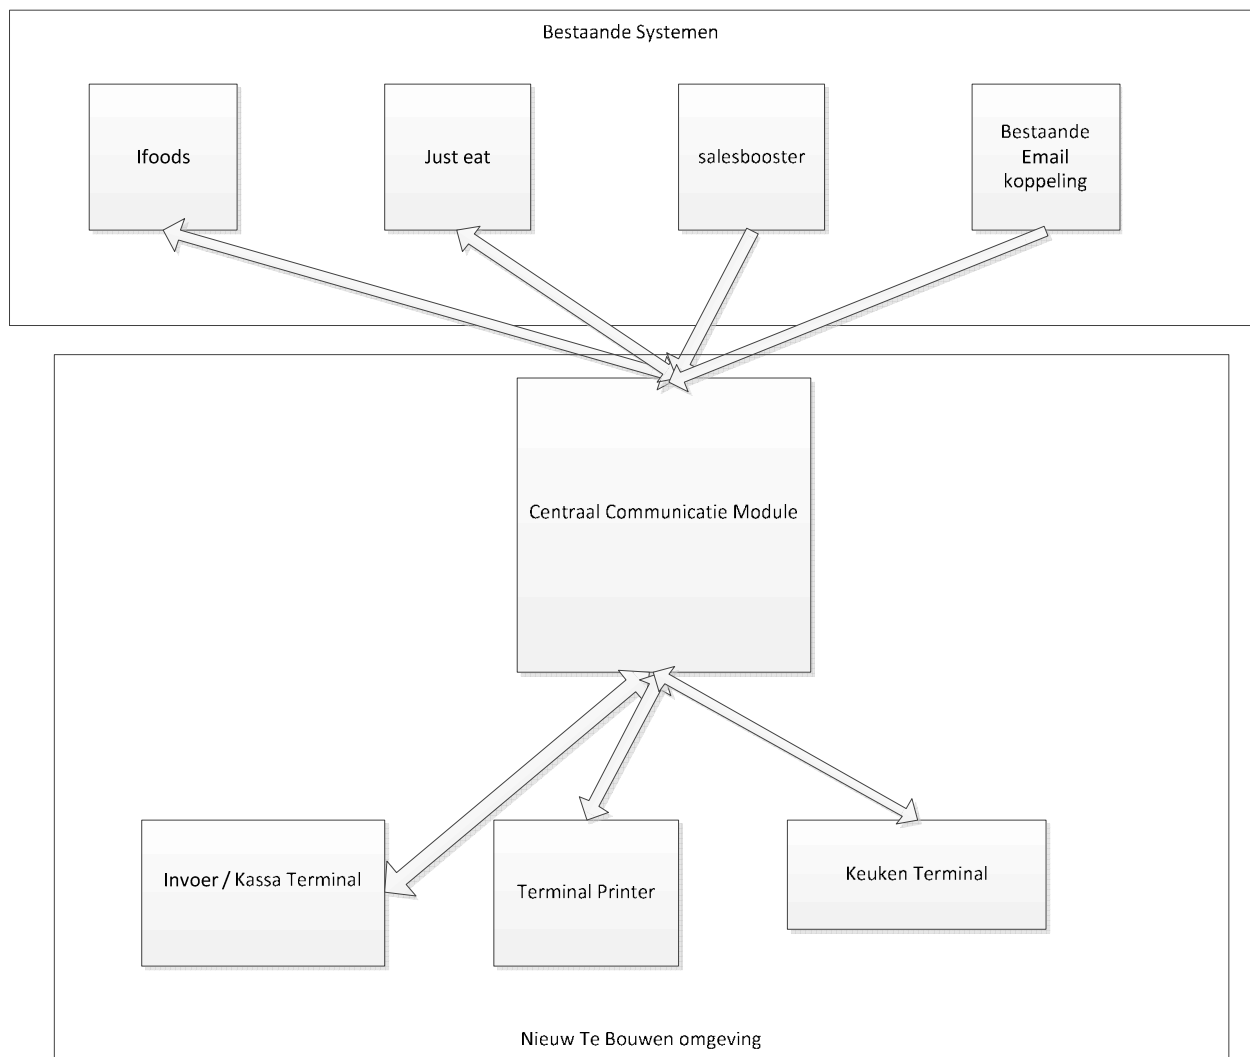 Bestaande Systemen
Ifoods
Just eat
salesbooster
Bestaande
Email
koppeling
Centraal Communicatie Module
Invoer / Kassa Terminal
Terminal Printer
Keuken Terminal
Nieuw Te Bouwen omgeving